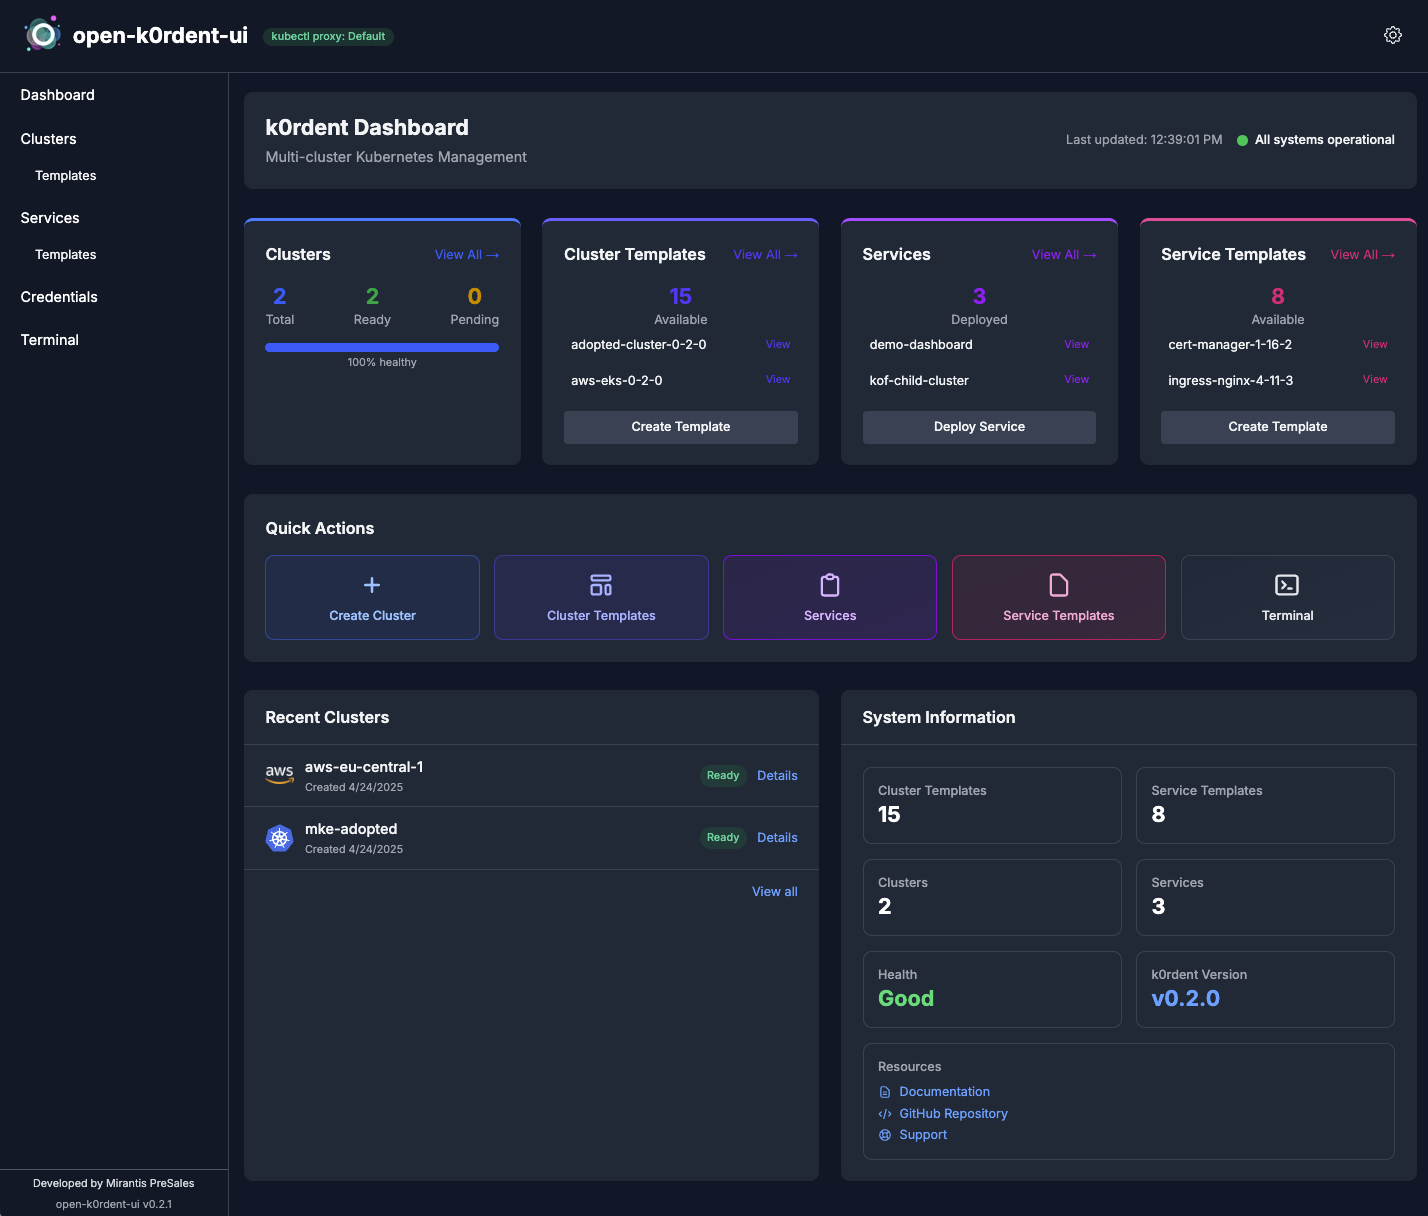 open-k0rdent-ui
kubectl proxy: Default
Dashboard
Clusters
Templates
Services
Templates
Credentials
Terminal
k0rdent Dashboard
Multi-cluster Kubernetes Management
Last updated: 12:39:01 PM
All systems operational
Clusters
View All →
2
Total
2
Ready
0
Pending
100% healthy
Cluster Templates
View All →
15
Available
adopted-cluster-0-2-0
View
aws-eks-0-2-0
View
Create Template
Services
View All →
3
Deployed
demo-dashboard
View
kof-child-cluster
View
Deploy Service
Service Templates
View All →
8
Available
cert-manager-1-16-2
View
ingress-nginx-4-11-3
View
Create Template
Quick Actions
Create Cluster
Cluster Templates
Services
Service Templates
Terminal
Recent Clusters
aws
aws-eu-central-1
Created 4/24/2025
Ready
Details
mke-adopted
Created 4/24/2025
Ready
Details
View all
System Information
Cluster Templates
15
Service Templates
8
Clusters
2
Services
3
Health
Good
k0rdent Version
v0.2.0
Resources
Documentation
GitHub Repository
Support
Developed by Mirantis PreSales
open-k0rdent-ui v0.2.1